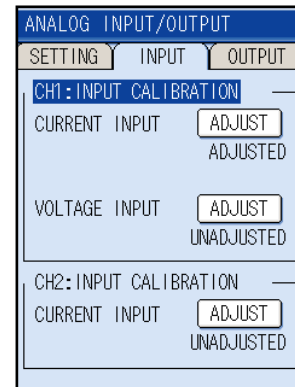 ANALOG INPUT/OUTPUT
SETTING INPUT OUTPUT
CH1:INPUT CALIBRATION
CURRENT INPUT ADJUST
ADJUSTED
VOLTAGE INPUT ADJUST
UNADJUSTED
CH2:INPUT CALIBRATION
CURRENT INPUT ADJUST
UNADJUSTED